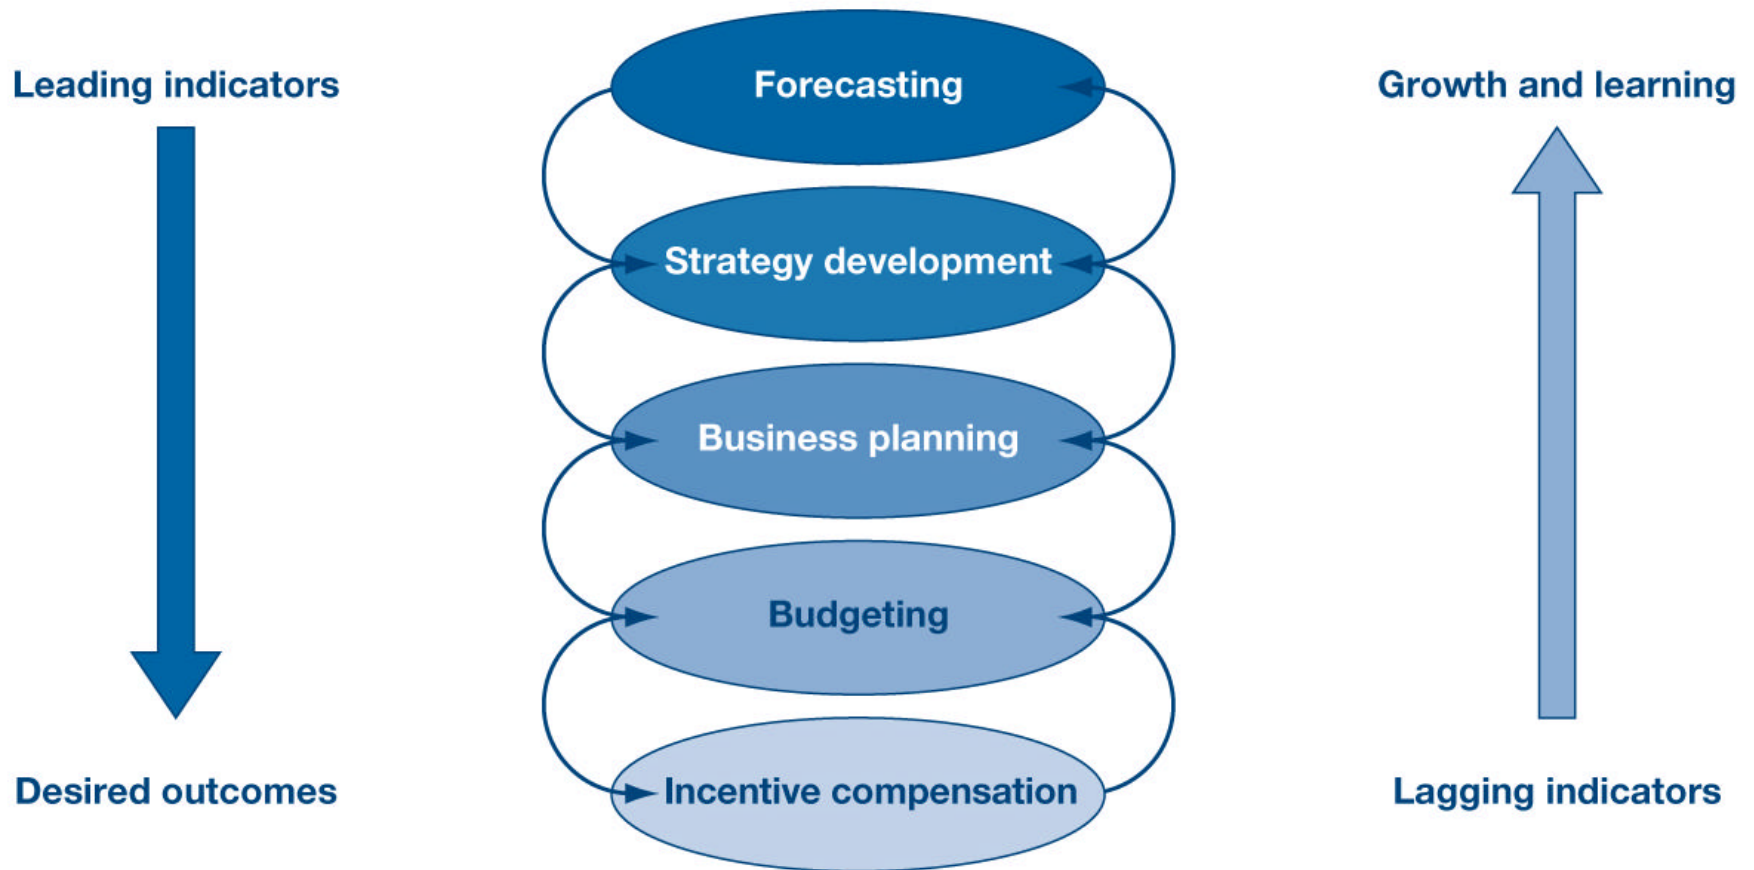 Leading indicators
Forecasting
Growth and learning
Strategy development
Business planning
Budgeting
Desired outcomes
Incentive compensation
Lagging indicators